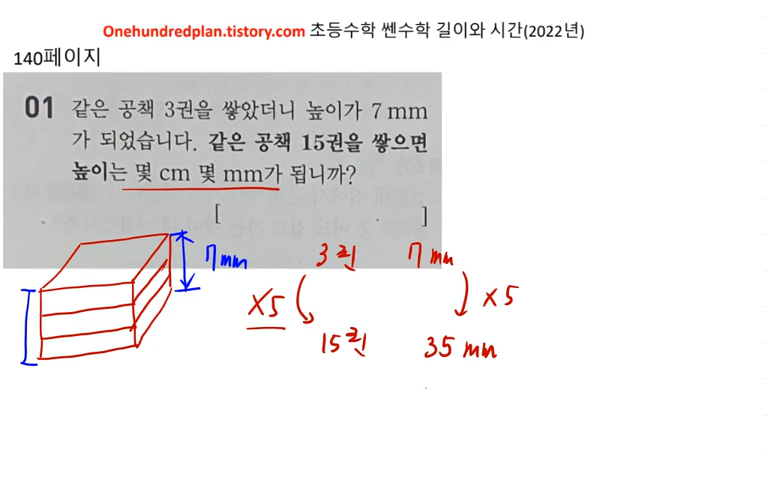 Onehundredplan.tistory.com 초등수학 쎈수학 길이와 시간(2022년)
140페이지
01 같은 공책 3권을 쌓았더니 높이가 7 mm
가 되었습니다. 같은 공책 15권을 쌓으면
높이는 몇 cm 몇 mm가 됩니까?
[ ]
7mm
3권 7 mm
×5 ×5
15권 35 mm